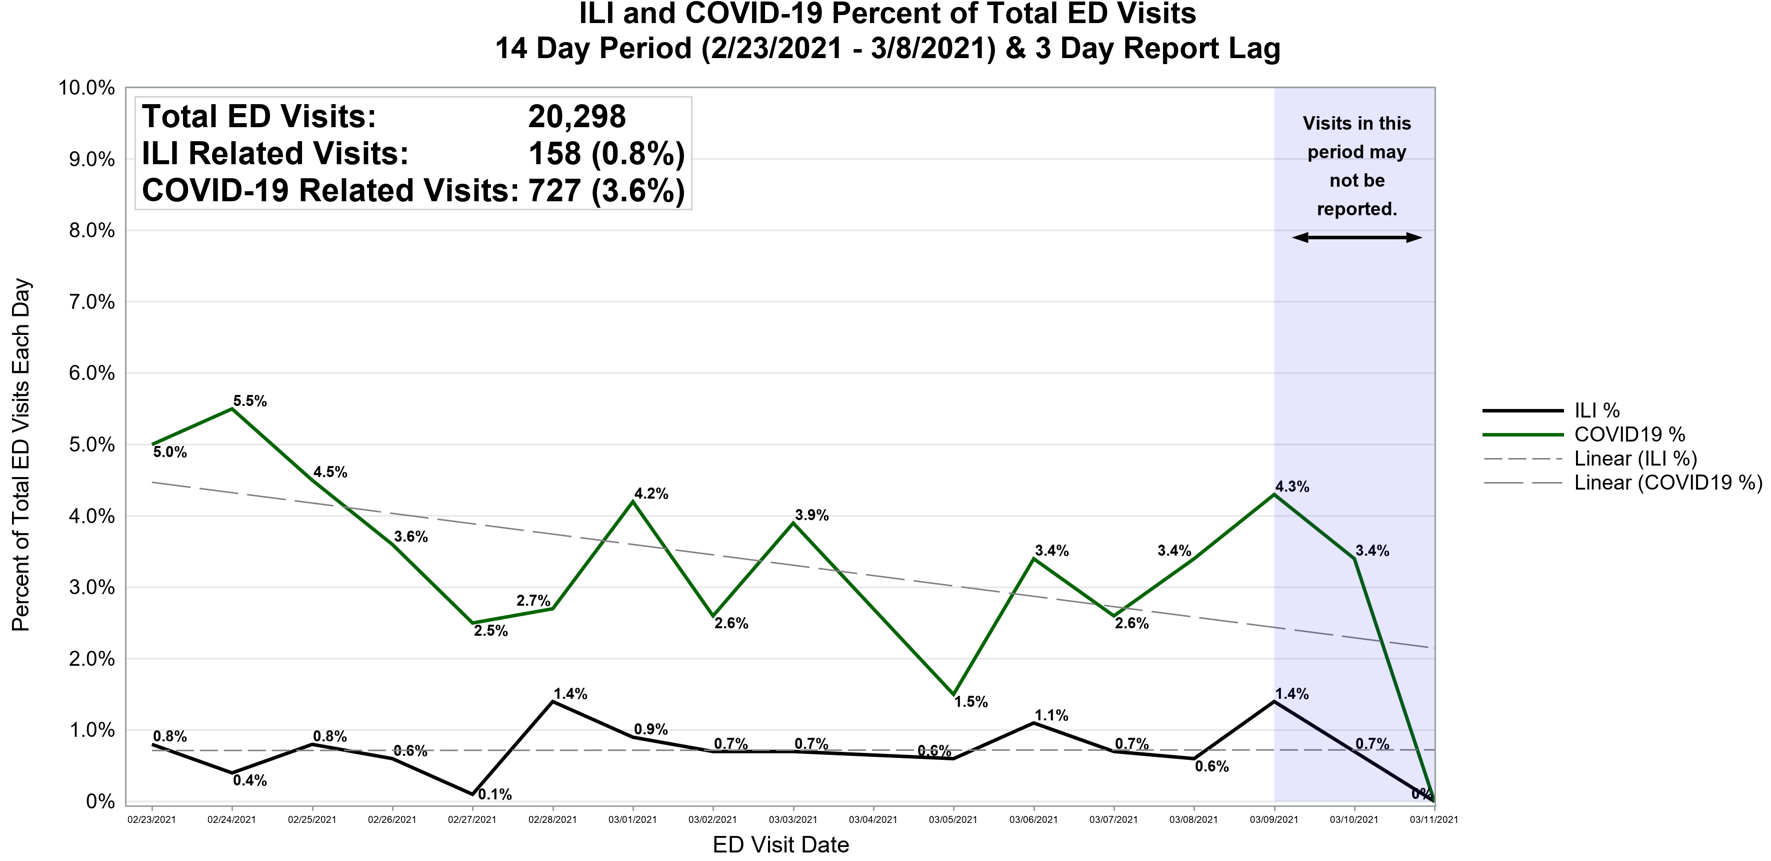 ILI and COVID-19 Percent of Total ED Visits
14 Day Period (2/23/2021 - 3/8/2021) & 3 Day Report Lag
Total ED Visits: 20,298
ILI Related Visits: 158 (0.8%)
COVID-19 Related Visits: 727 (3.6%)
Visits in this
period may
not be
reported.
Percent of Total ED Visits Each Day
10.0%
9.0%
8.0%
7.0%
6.0%
5.0%
4.0%
3.0%
2.0%
1.0%
0%
5.0%
5.5%
4.5%
3.6%
2.5%
2.7%
4.2%
2.6%
3.9%
1.5%
3.4%
2.6%
3.4%
4.3%
3.4%
0.8%
0.4%
0.8%
0.6%
0.1%
1.4%
0.9%
0.7%
0.7%
0.6%
1.1%
0.7%
0.6%
1.4%
0.7%
0%
ILI %
COVID19 %
Linear (ILI %)
Linear (COVID19 %)
02/23/2021 02/24/2021 02/25/2021 02/26/2021 02/27/2021 02/28/2021 03/01/2021 03/02/2021 03/03/2021 03/04/2021 03/05/2021 03/06/2021 03/07/2021 03/08/2021 03/09/2021 03/10/2021 03/11/2021
ED Visit Date